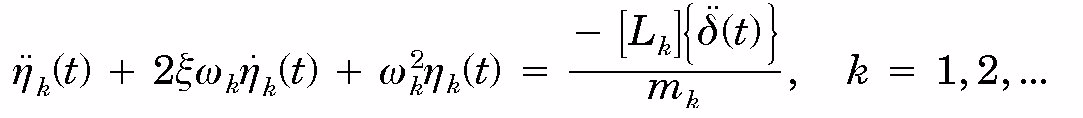 η̈ₖ(t) + 2ξωₖη̇ₖ(t) + ωₖ²ηₖ(t) = −[Lₖ]{δ̈(t)} / mₖ, k = 1, 2, ...